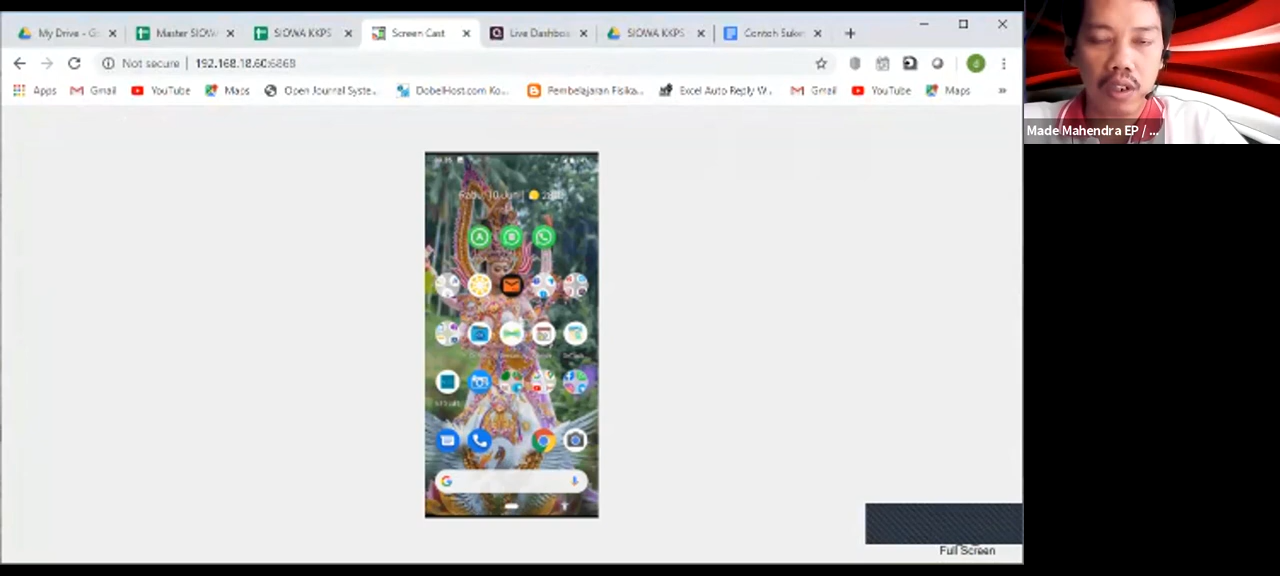 My Drive - G
Master SIOW
SIOWA KKPS
Screen Cast
Live Dashbo
SIOWA KKPS
Contoh Suke
Not secure
192.168.18.60:6868
Apps
Gmail
YouTube
Maps
Open Journal Syste...
DobelHost.com Ko...
Pembelajaran Fisika...
Excel Auto Reply W...
Gmail
YouTube
Maps
»
Made Mahendra EP / ...
Full Screen